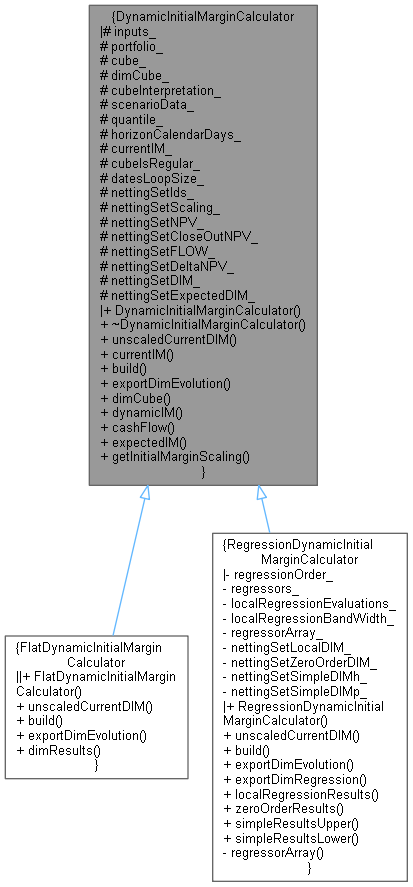 {DynamicInitialMarginCalculator
|# inputs_
# portfolio_
# cube_
# dimCube_
# cubeInterpretation_
# scenarioData_
# quantile_
# horizonCalendarDays_
# currentIM_
# cubeIsRegular_
# datesLoopSize_
# nettingSetIds_
# nettingSetScaling_
# nettingSetNPV_
# nettingSetCloseOutNPV_
# nettingSetFLOW_
# nettingSetDeltaNPV_
# nettingSetDIM_
# nettingSetExpectedDIM_
|+ DynamicInitialMarginCalculator()
+ ~DynamicInitialMarginCalculator()
+ unscaledCurrentDIM()
+ currentIM()
+ build()
+ exportDimEvolution()
+ dimCube()
+ dynamicIM()
+ cashFlow()
+ expectedIM()
+ getInitialMarginScaling()
}
{FlatDynamicInitialMargin
Calculator
||+ FlatDynamicInitialMargin
Calculator()
+ unscaledCurrentDIM()
+ build()
+ exportDimEvolution()
+ dimResults()
}
{RegressionDynamicInitial
MarginCalculator
|- regressionOrder_
- regressors_
- localRegressionEvaluations_
- localRegressionBandWidth_
- regressorArray_
- nettingSetLocalDIM_
- nettingSetZeroOrderDIM_
- nettingSetSimpleDIMh_
- nettingSetSimpleDIMp_
|+ RegressionDynamicInitial
MarginCalculator()
+ unscaledCurrentDIM()
+ build()
+ exportDimEvolution()
+ exportDimRegression()
+ localRegressionResults()
+ zeroOrderResults()
+ simpleResultsUpper()
+ simpleResultsLower()
- regressorArray()
}